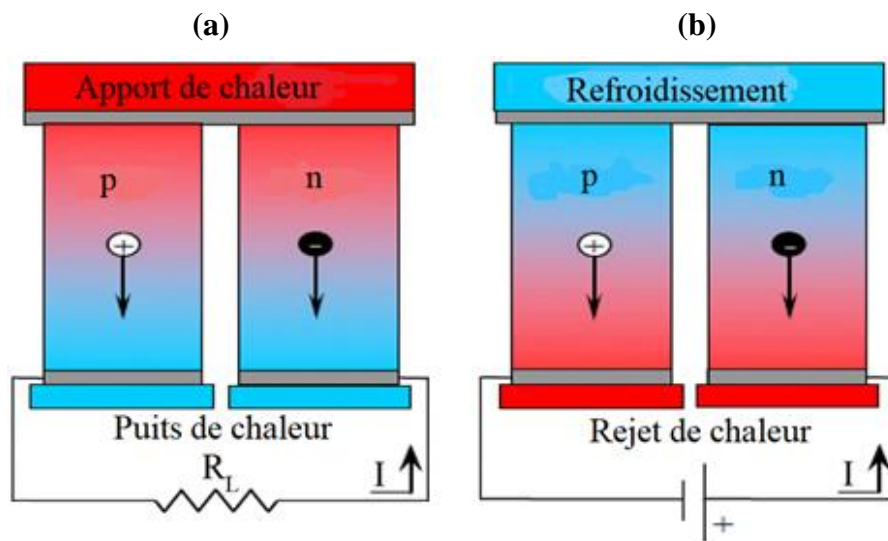 (a)
Apport de chaleur
p
n
+
-
Puits de chaleur
R_L
I
(b)
Refroidissement
p
n
+
-
Rejet de chaleur
I
+